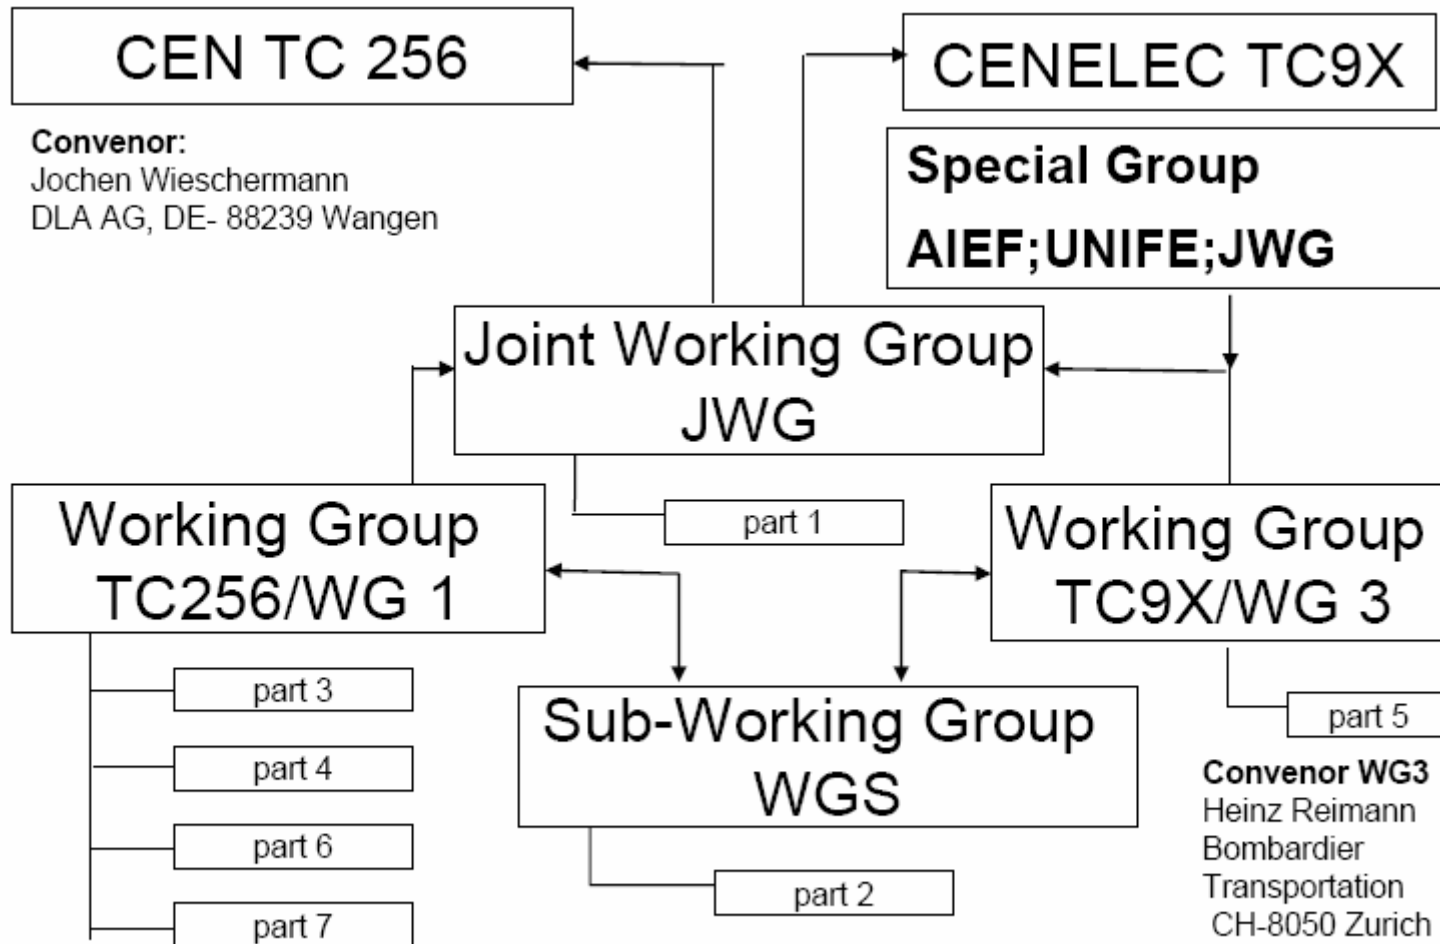 CEN TC 256
CENELEC TC9X
Convenor:
Jochen Wieschermann
DLA AG, DE- 88239 Wangen
Special Group
AIEF;UNIFE;JWG
Joint Working Group
JWG
Working Group
TC256/WG 1
part 1
Working Group
TC9X/WG 3
part 3
part 4
part 6
part 7
Sub-Working Group
WGS
part 2
part 5
Convenor WG3
Heinz Reimann
Bombardier
Transportation
CH-8050 Zurich